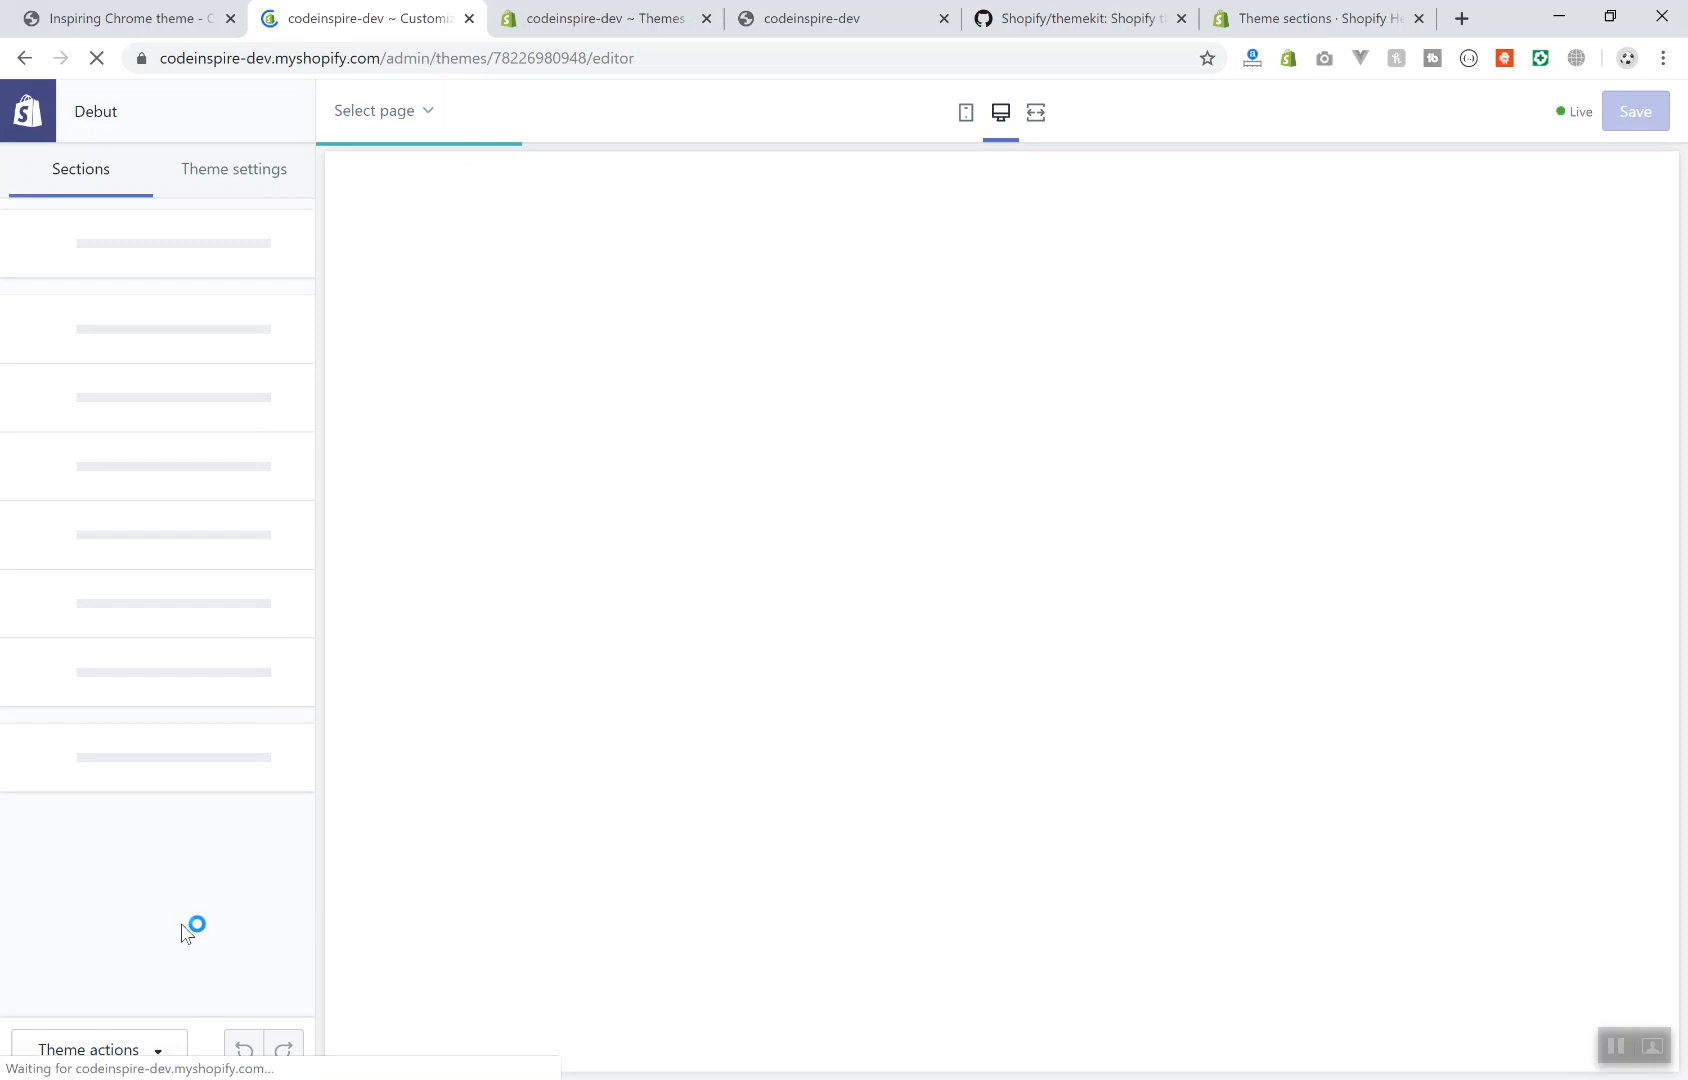 Inspiring Chrome theme - C
codeinspire-dev ~ Customiz
codeinspire-dev ~ Themes
codeinspire-dev
Shopify/themekit: Shopify th
Theme sections · Shopify He
codeinspire-dev.myshopify.com/admin/themes/78226980948/editor
Debut
Select page
Live
Save
Sections
Theme settings
Theme actions
Waiting for codeinspire-dev.myshopify.com...